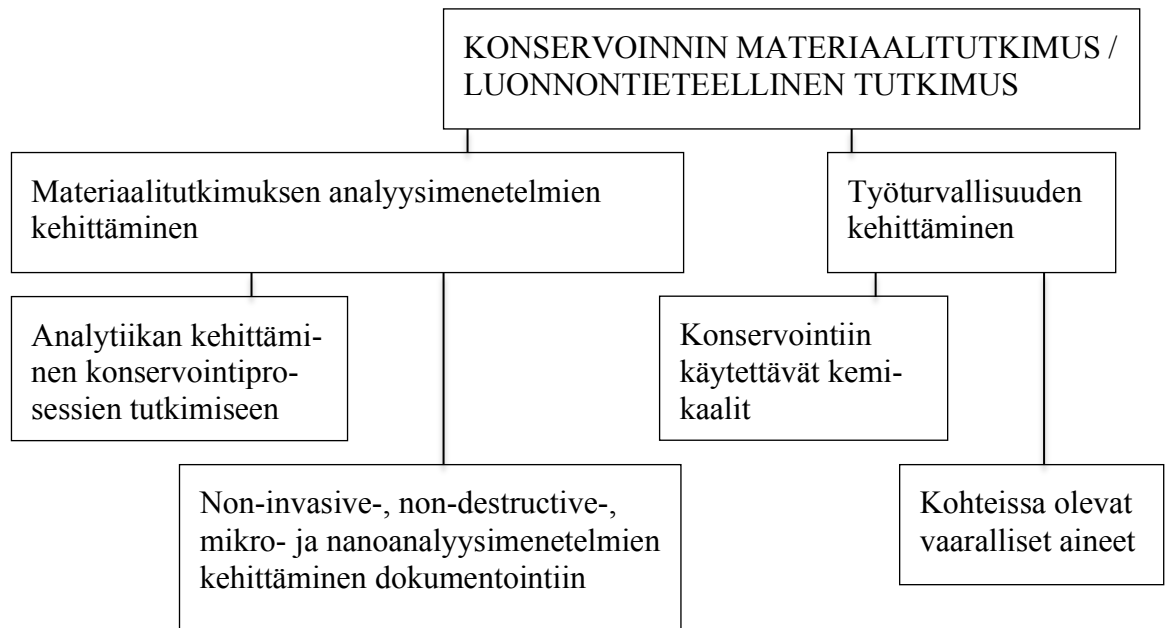 KONSERVOINNIN MATERIAALITUTKIMUS /
LUONNONTIETEELLINEN TUTKIMUS
Materiaalitutkimuksen analyysimenetelmien
kehittäminen
Työturvallisuuden
kehittäminen
Analytiikan kehittämi-
nen konservointipro-
sessien tutkimiseen
Konservointiin
käytettävät kemi-
kaalit
Non-invasive-, non-destructive-,
mikro- ja nanoanalyysimenetelmien
kehittäminen dokumentointiin
Kohteissa olevat
vaaralliset aineet